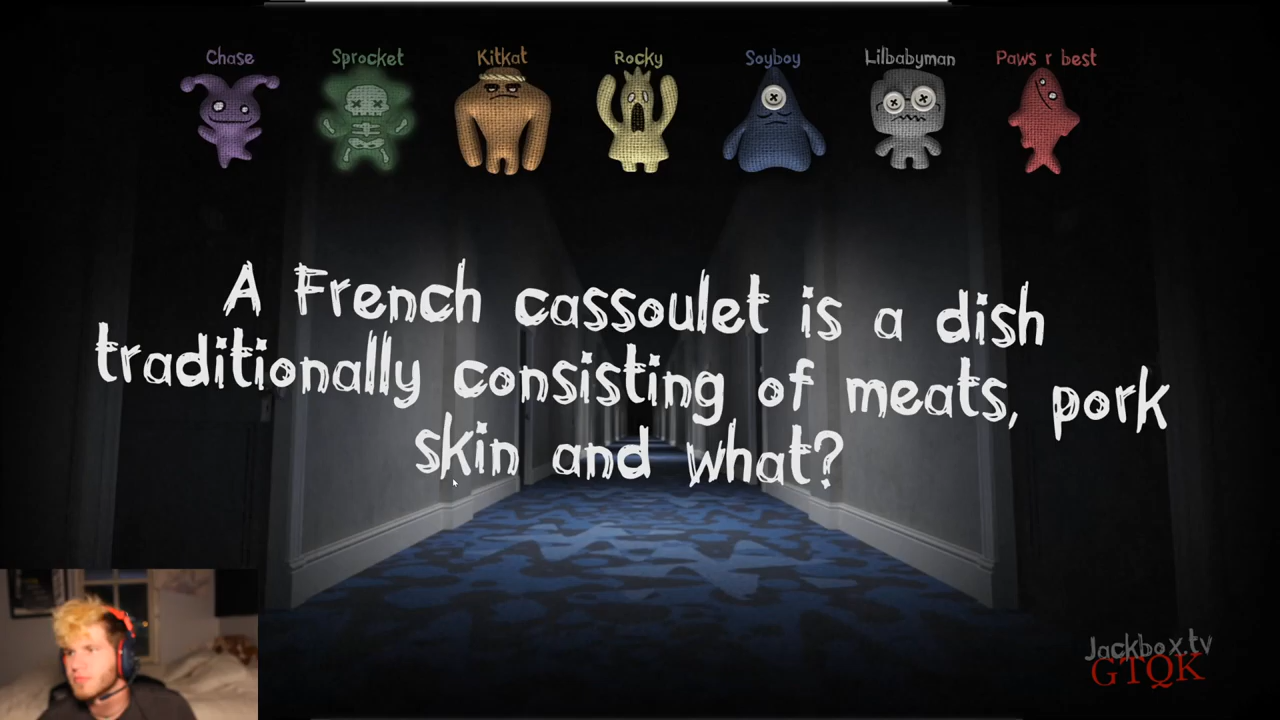 Chase Sprocket Kitkat Rocky Soyboy Lilbabyman Paws r best
A French cassoulet is a dish
traditionally consisting of meats, pork
skin and what?
Jackbox.tv
GTQK